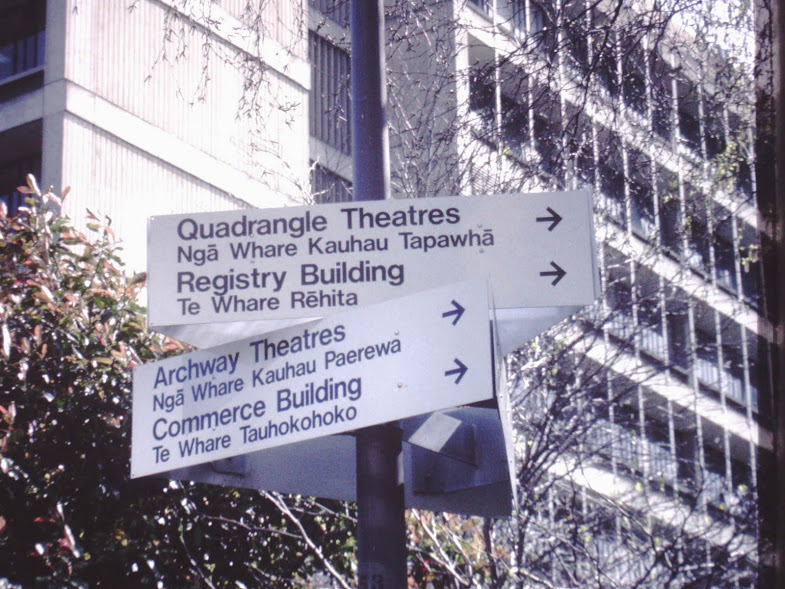 Quadrangle Theatres →
Ngā Whare Kauhau Tapawhā
Registry Building →
Te Whare Rēhita
Archway Theatres →
Ngā Whare Kauhau Paerewa
Commerce Building →
Te Whare Tauhokohoko